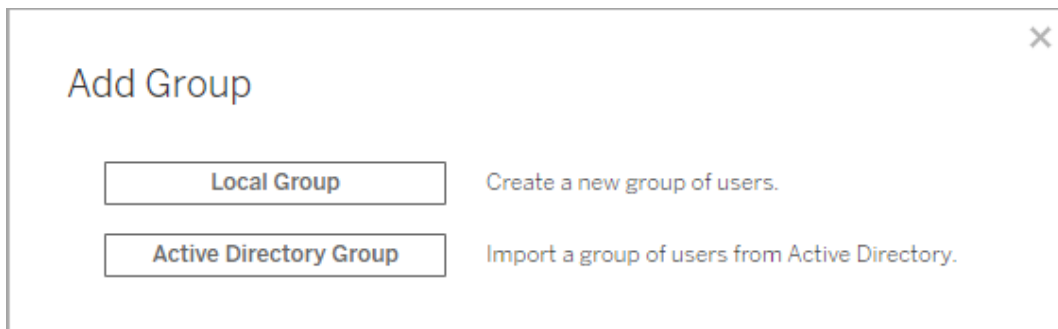 Add Group
Local Group Create a new group of users.
Active Directory Group Import a group of users from Active Directory.